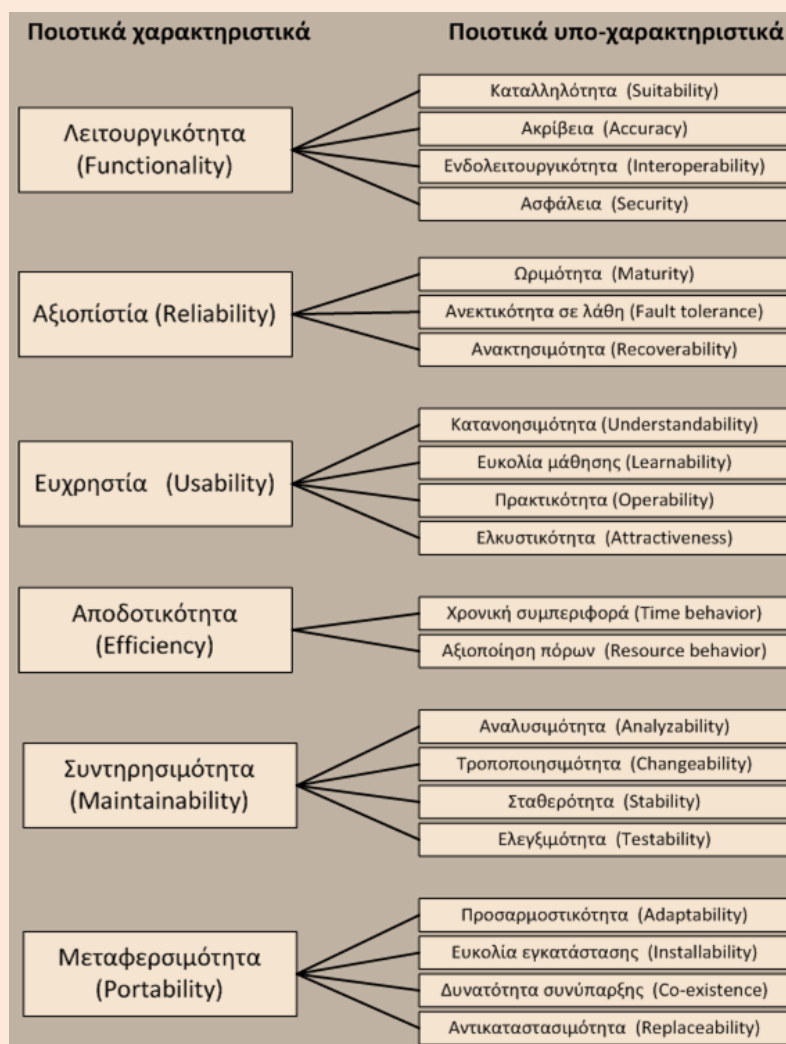 Ποιοτικά χαρακτηριστικά
Ποιοτικά υπο-χαρακτηριστικά
Λειτουργικότητα
(Functionality)
Καταλληλότητα (Suitability)
Ακρίβεια (Accuracy)
Ενδολειτουργικότητα (Interoperability)
Ασφάλεια (Security)
Αξιοπίστία (Reliability)
Ωριμότητα (Maturity)
Ανεκτικότητα σε λάθη (Fault tolerance)
Ανακτησιμότητα (Recoverability)
Ευχρηστία (Usability)
Κατανοησιμότητα (Understandability)
Ευκολία μάθησης (Learnability)
Πρακτικότητα (Operability)
Ελκυστικότητα (Attractiveness)
Αποδοτικότητα
(Efficiency)
Χρονική συμπεριφορά (Time behavior)
Αξιοποίηση πόρων (Resource behavior)
Συντηρησιμότητα
(Maintainability)
Αναλυσιμότητα (Analyzability)
Τροποποιησιμότητα (Changeability)
Σταθερότητα (Stability)
Ελεγξιμότητα (Testability)
Μεταφερσιμότητα
(Portability)
Προσαρμοστικότητα (Adaptability)
Ευκολία εγκατάστασης (Installability)
Δυνατότητα συνύπαρξης (Co-existence)
Αντικαταστασιμότητα (Replaceability)